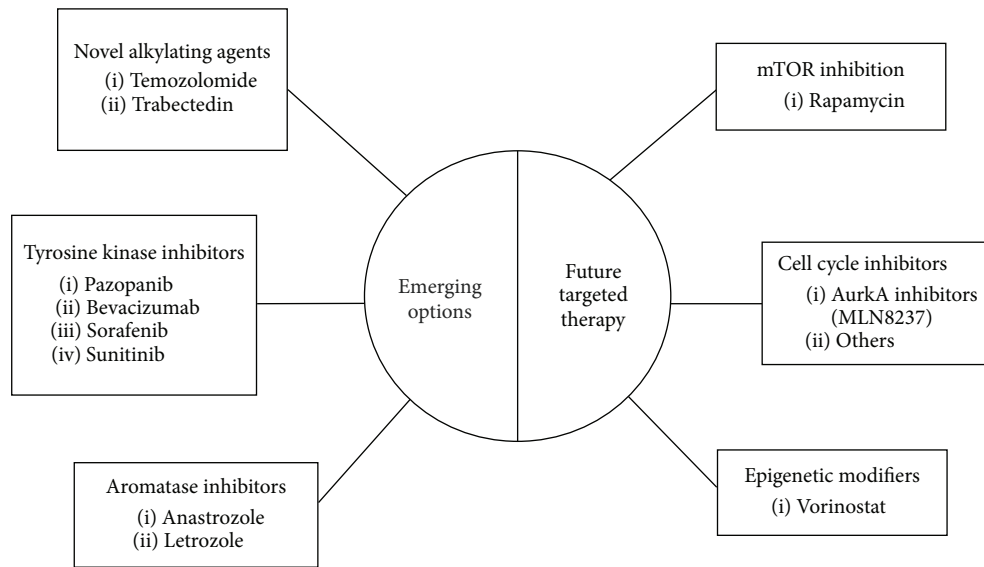 Novel alkylating agents
(i) Temozolomide
(ii) Trabectedin
Tyrosine kinase inhibitors
(i) Pazopanib
(ii) Bevacizumab
(iii) Sorafenib
(iv) Sunitinib
Aromatase inhibitors
(i) Anastrozole
(ii) Letrozole
Emerging
options
Future
targeted
therapy
mTOR inhibition
(i) Rapamycin
Cell cycle inhibitors
(i) AurkA inhibitors
(MLN8237)
(ii) Others
Epigenetic modifiers
(i) Vorinostat